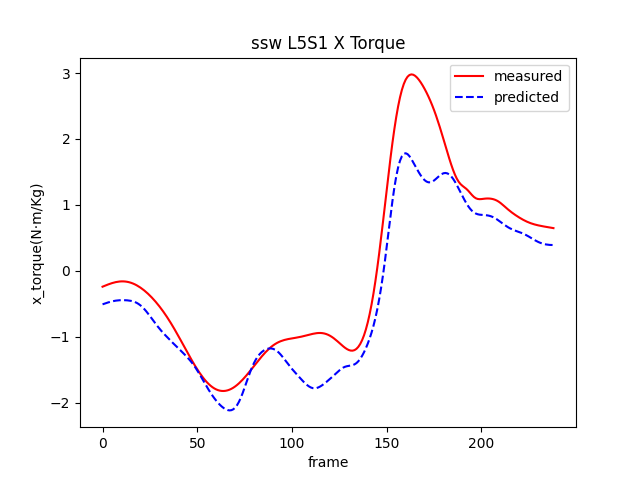 ssw L5S1 X Torque
measured
predicted
x_torque(N·m/Kg)
3
2
1
0
−1
−2
0 50 100 150 200
frame